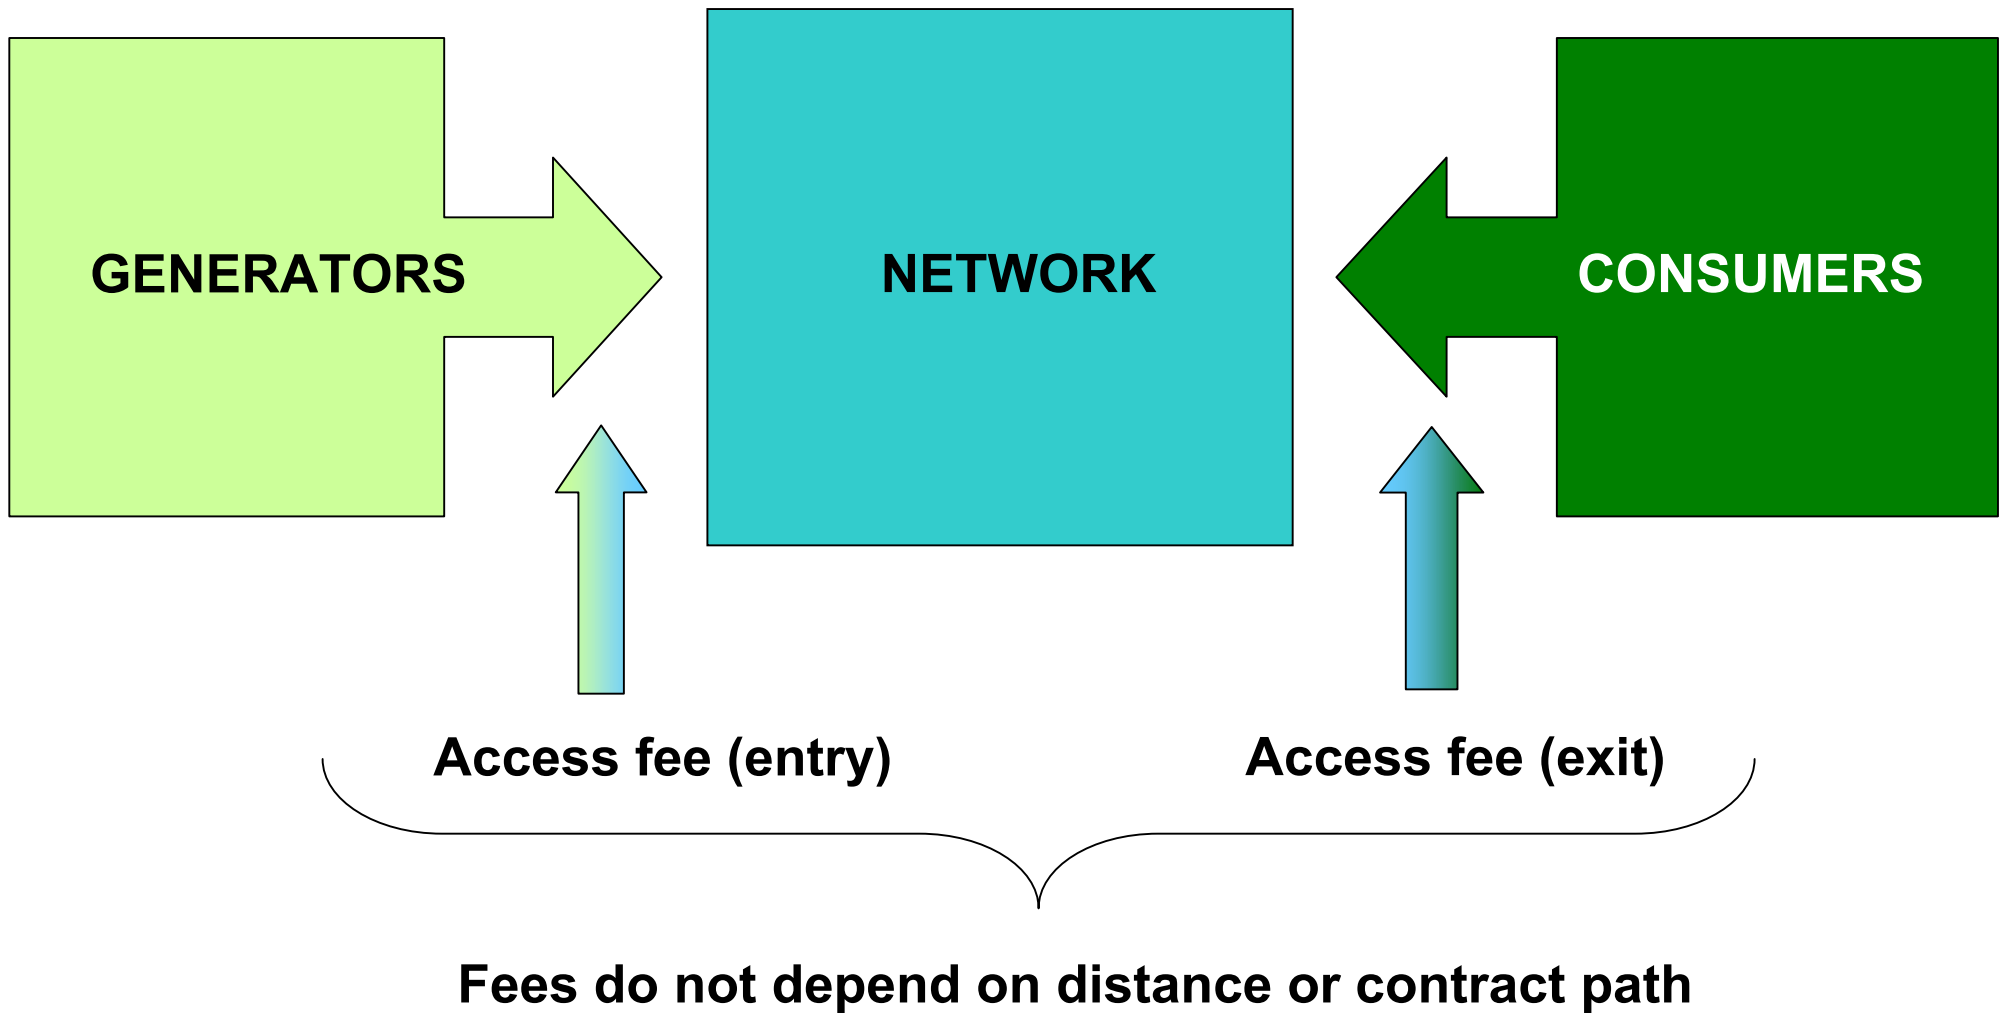 GENERATORS
NETWORK
CONSUMERS
Access fee (entry)
Access fee (exit)
Fees do not depend on distance or contract path